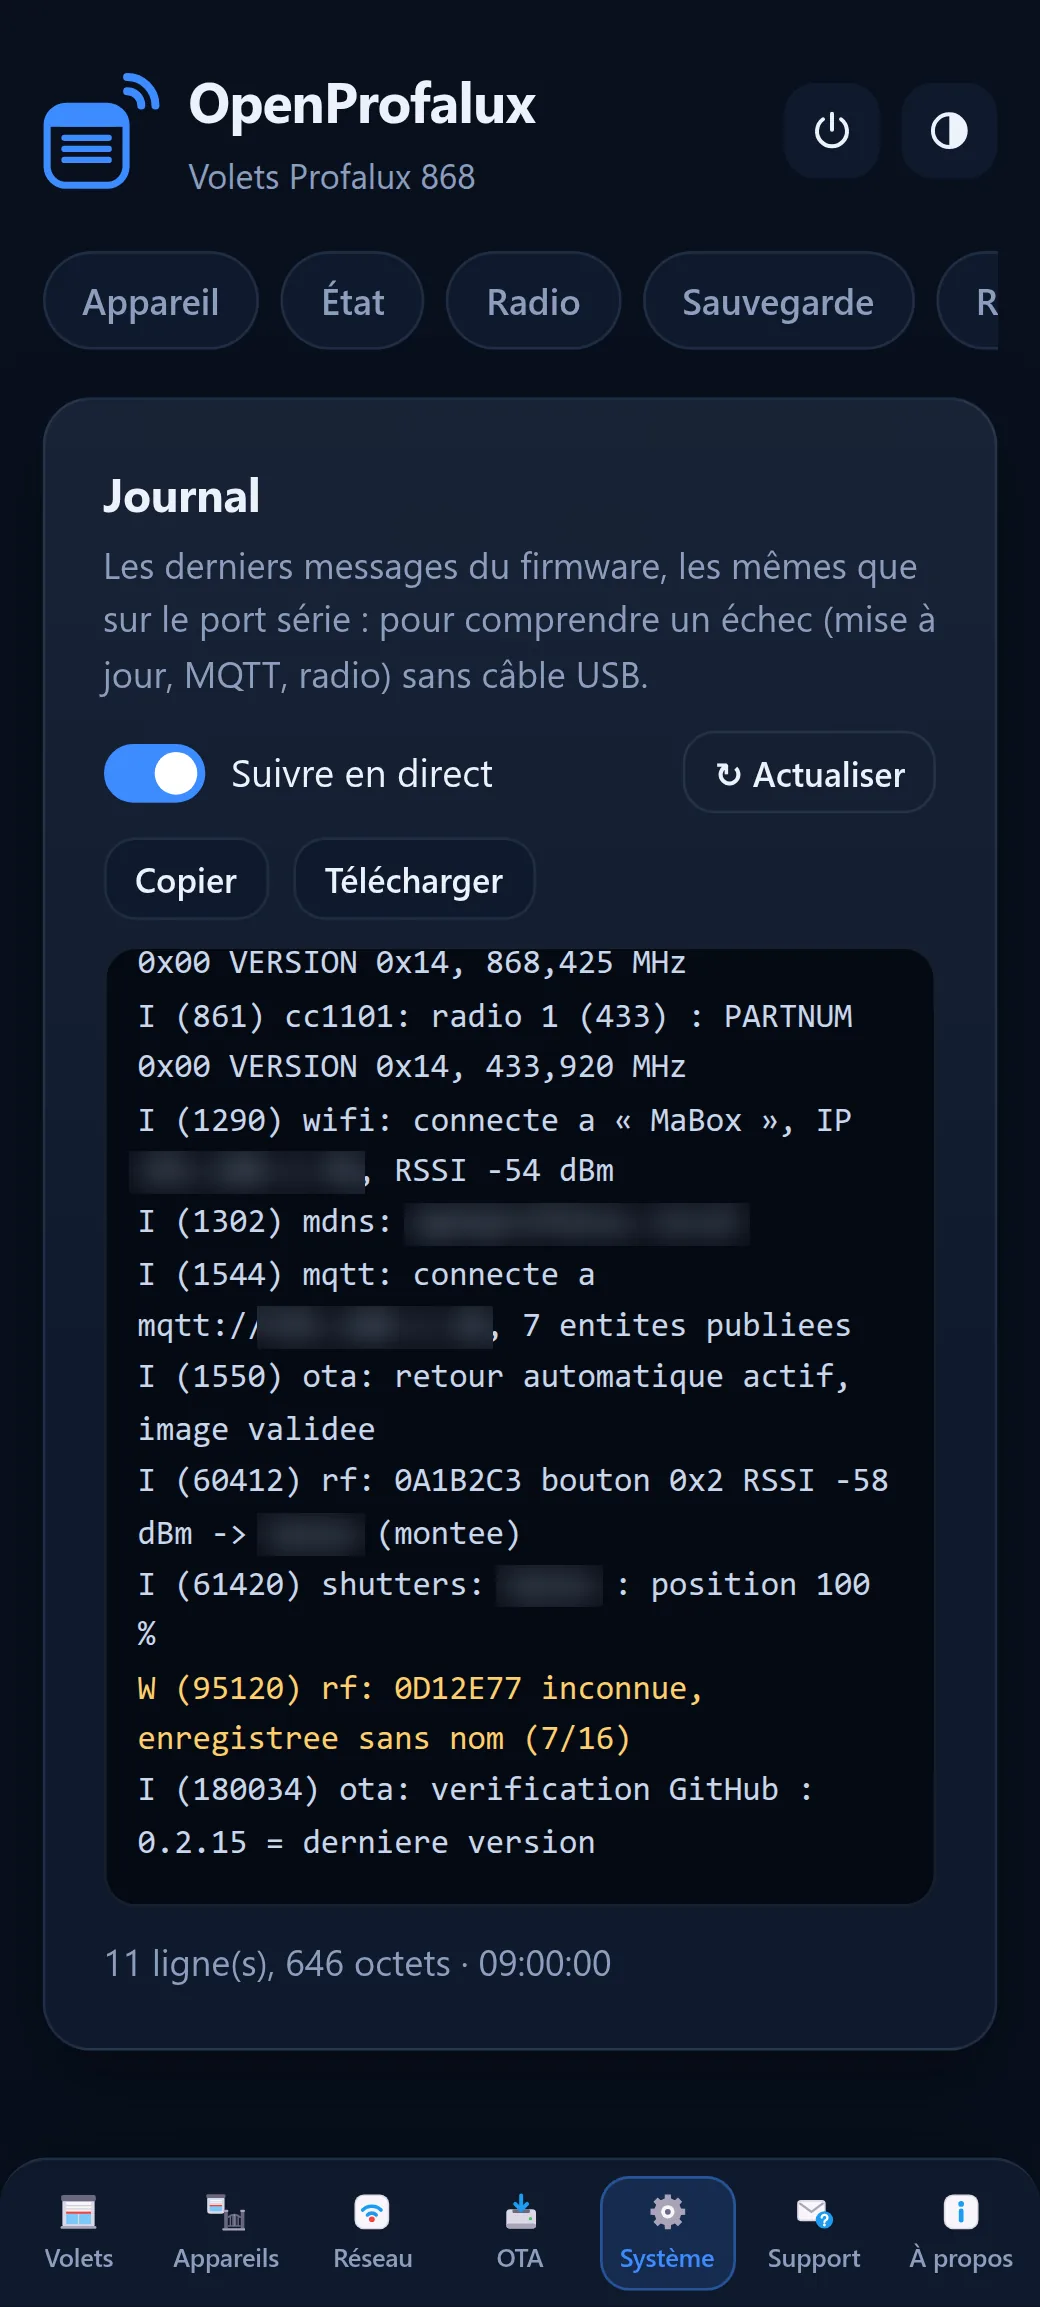 OpenProfalux
Volets Profalux 868
Appareil
État
Radio
Sauvegarde
R
Journal
Les derniers messages du firmware, les mêmes que
sur le port série : pour comprendre un échec (mise à
jour, MQTT, radio) sans câble USB.
Suivre en direct
↻ Actualiser
Copier
Télécharger
0x00 VERSION 0x14, 868,425 MHz
I (861) cc1101: radio 1 (433) : PARTNUM
0x00 VERSION 0x14, 433,920 MHz
I (1290) wifi: connecte a « MaBox », IP
, RSSI -54 dBm
I (1302) mdns:
I (1544) mqtt: connecte a
mqtt:// , 7 entites publiees
I (1550) ota: retour automatique actif,
image validee
I (60412) rf: 0A1B2C3 bouton 0x2 RSSI -58
dBm -> (montee)
I (61420) shutters: : position 100
%
W (95120) rf: 0D12E77 inconnue,
enregistree sans nom (7/16)
I (180034) ota: verification GitHub :
0.2.15 = derniere version
11 ligne(s), 646 octets · 09:00:00
Volets
Appareils
Réseau
OTA
Système
Support
À propos